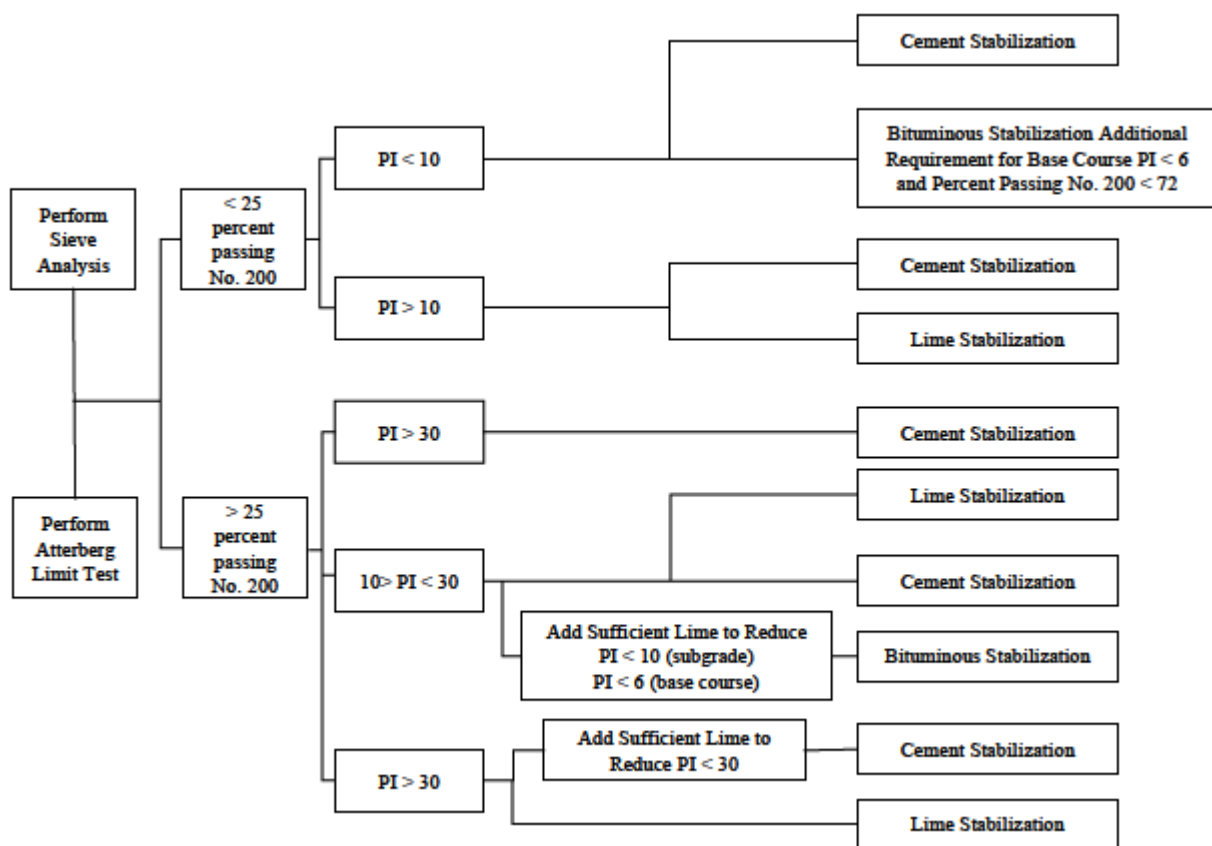 Perform
Sieve
Analysis
Perform
Atterberg
Limit Test
< 25
percent
passing
No. 200
> 25
percent
passing
No. 200
PI < 10
PI > 10
PI > 30
10> PI < 30
PI > 30
Cement Stabilization
Bituminous Stabilization Additional
Requirement for Base Course PI < 6
and Percent Passing No. 200 < 72
Cement Stabilization
Lime Stabilization
Cement Stabilization
Lime Stabilization
Cement Stabilization
Add Sufficient Lime to Reduce
PI < 10 (subgrade)
PI < 6 (base course)
Bituminous Stabilization
Add Sufficient Lime to
Reduce PI < 30
Cement Stabilization
Lime Stabilization